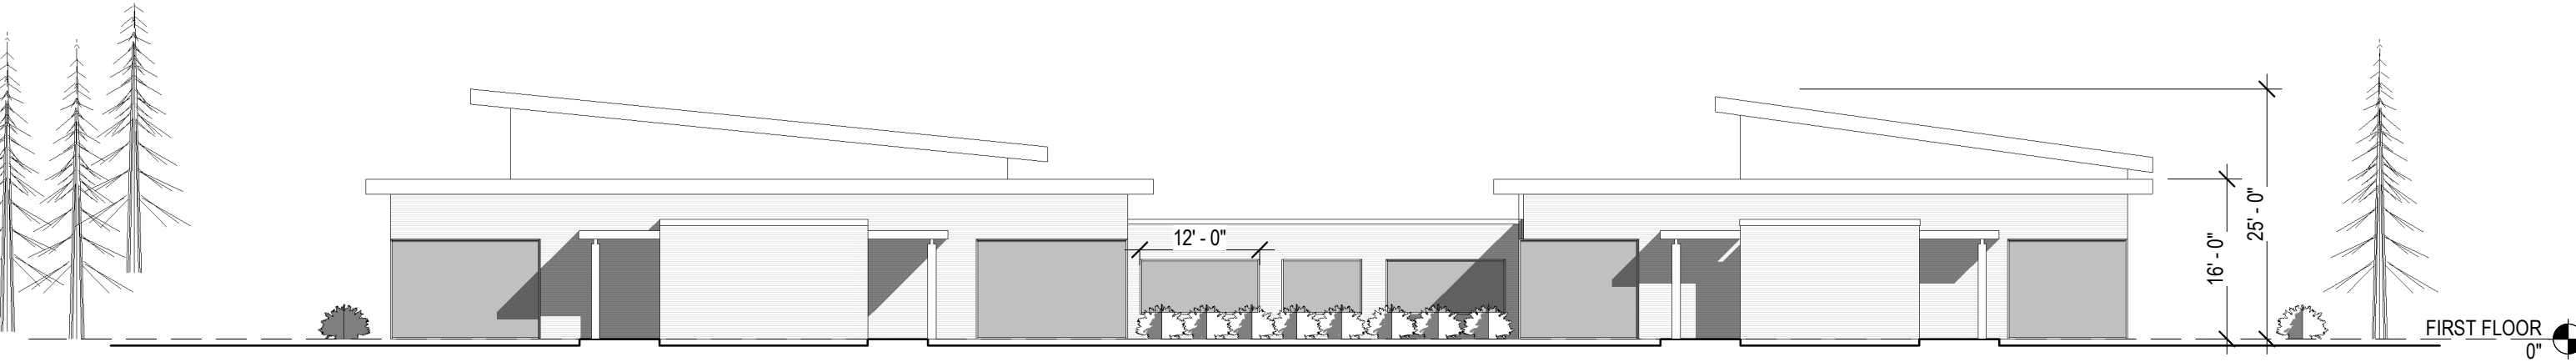 12' - 0"
16' - 0"
25' - 0"
FIRST FLOOR
0"